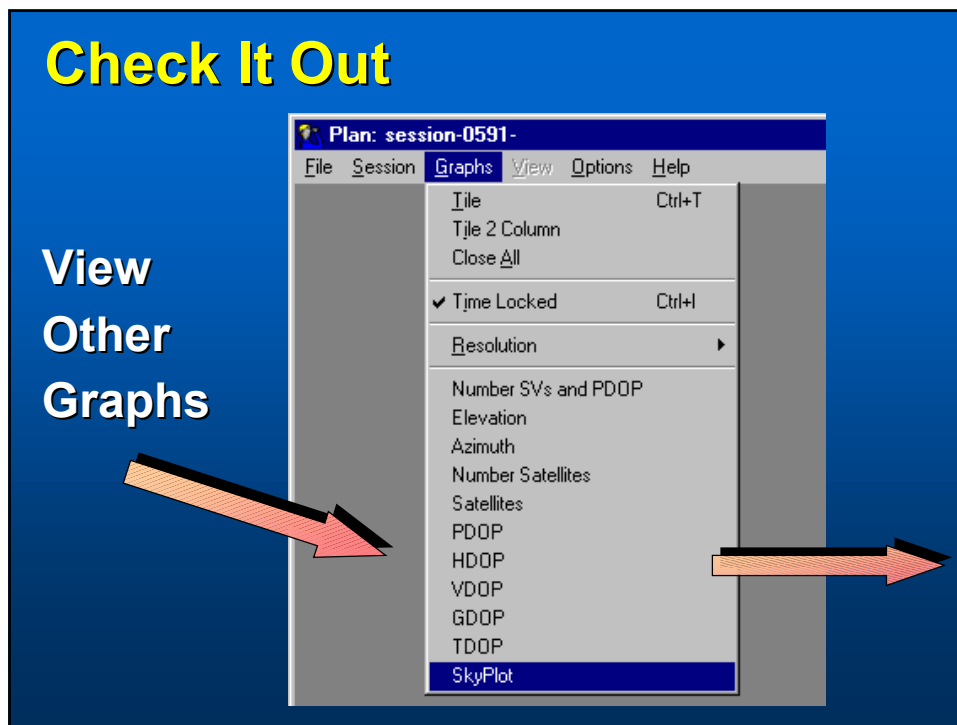 Check It Out
View
Other
Graphs
Plan: session-0591-
File Session Graphs View Options Help
Tile Ctrl+T
Tile 2 Column
Close All
Time Locked Ctrl+I
Resolution
Number SVs and PDOP
Elevation
Azimuth
Number Satellites
Satellites
PDOP
HDOP
VDOP
GDOP
TDOP
SkyPlot